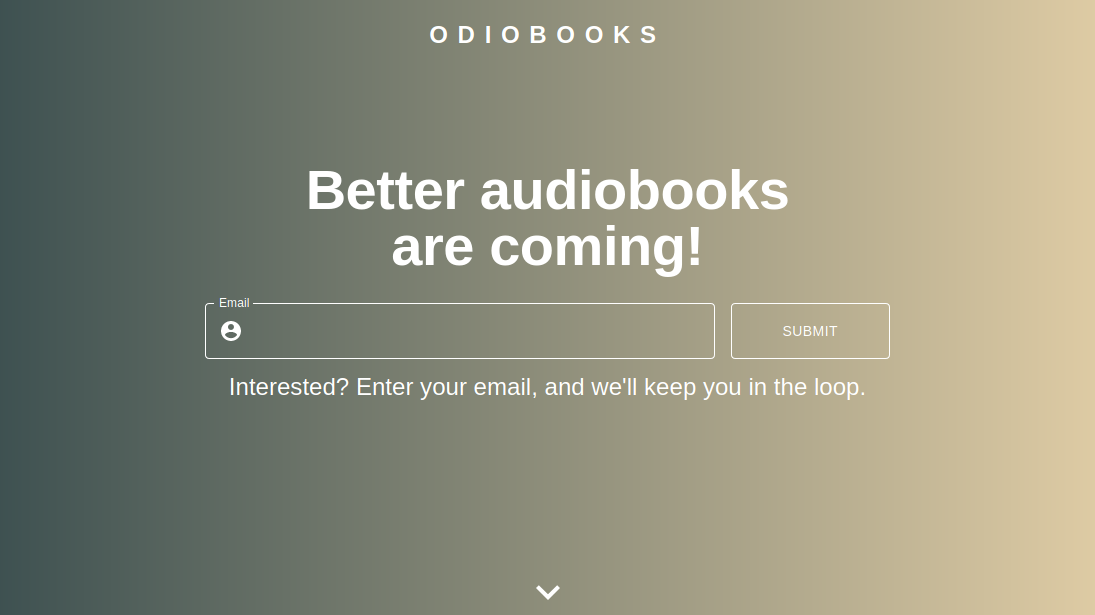 ODIOBOOKS
Better audiobooks
are coming!
Email
SUBMIT
Interested? Enter your email, and we'll keep you in the loop.